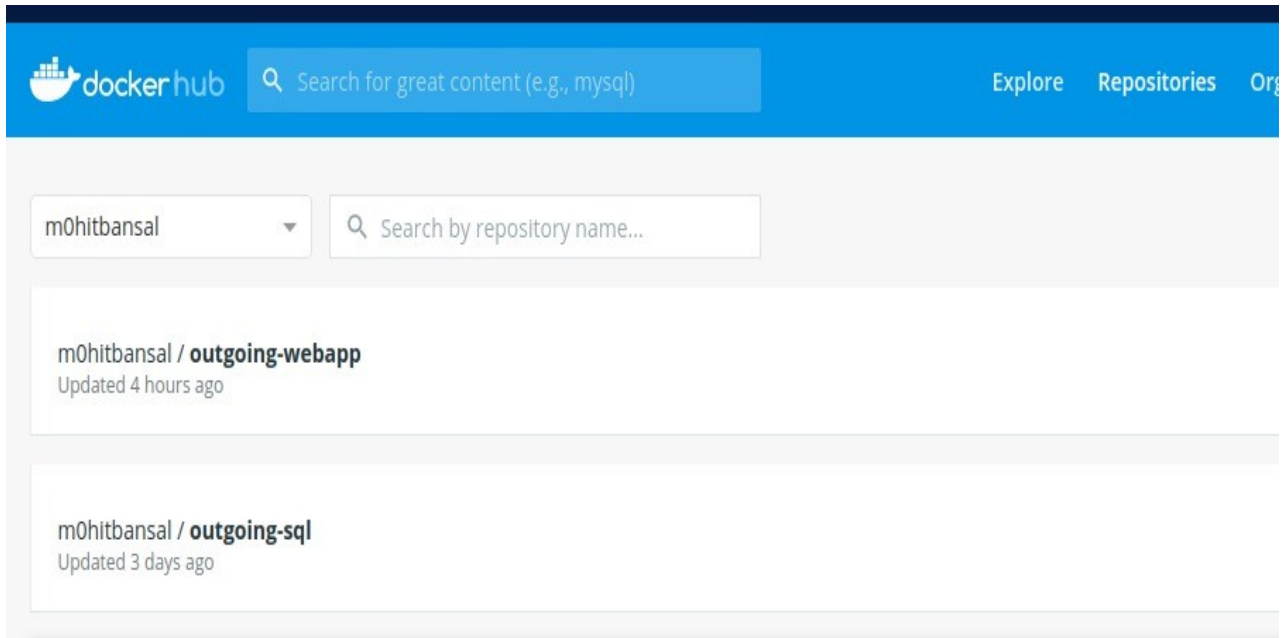 dockerhub Search for great content (e.g., mysql) Explore Repositories Org
m0hitbansal Search by repository name...
m0hitbansal / outgoing-webapp
Updated 4 hours ago
m0hitbansal / outgoing-sql
Updated 3 days ago